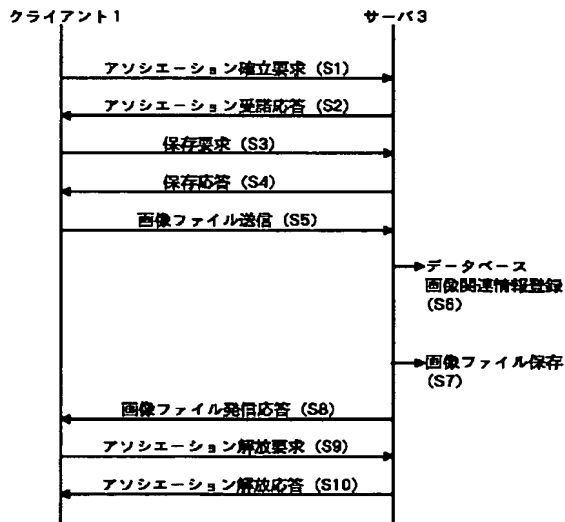 クライアント1
サーバ3
アソシエーション確立要求 (S1)
アソシエーション受諾応答 (S2)
保存要求 (S3)
保存応答 (S4)
画像ファイル送信 (S5)
データベース
画像関連情報登録
(S6)
画像ファイル保存
(S7)
画像ファイル発信応答 (S8)
アソシエーション解放要求 (S9)
アソシエーション解放応答 (S10)